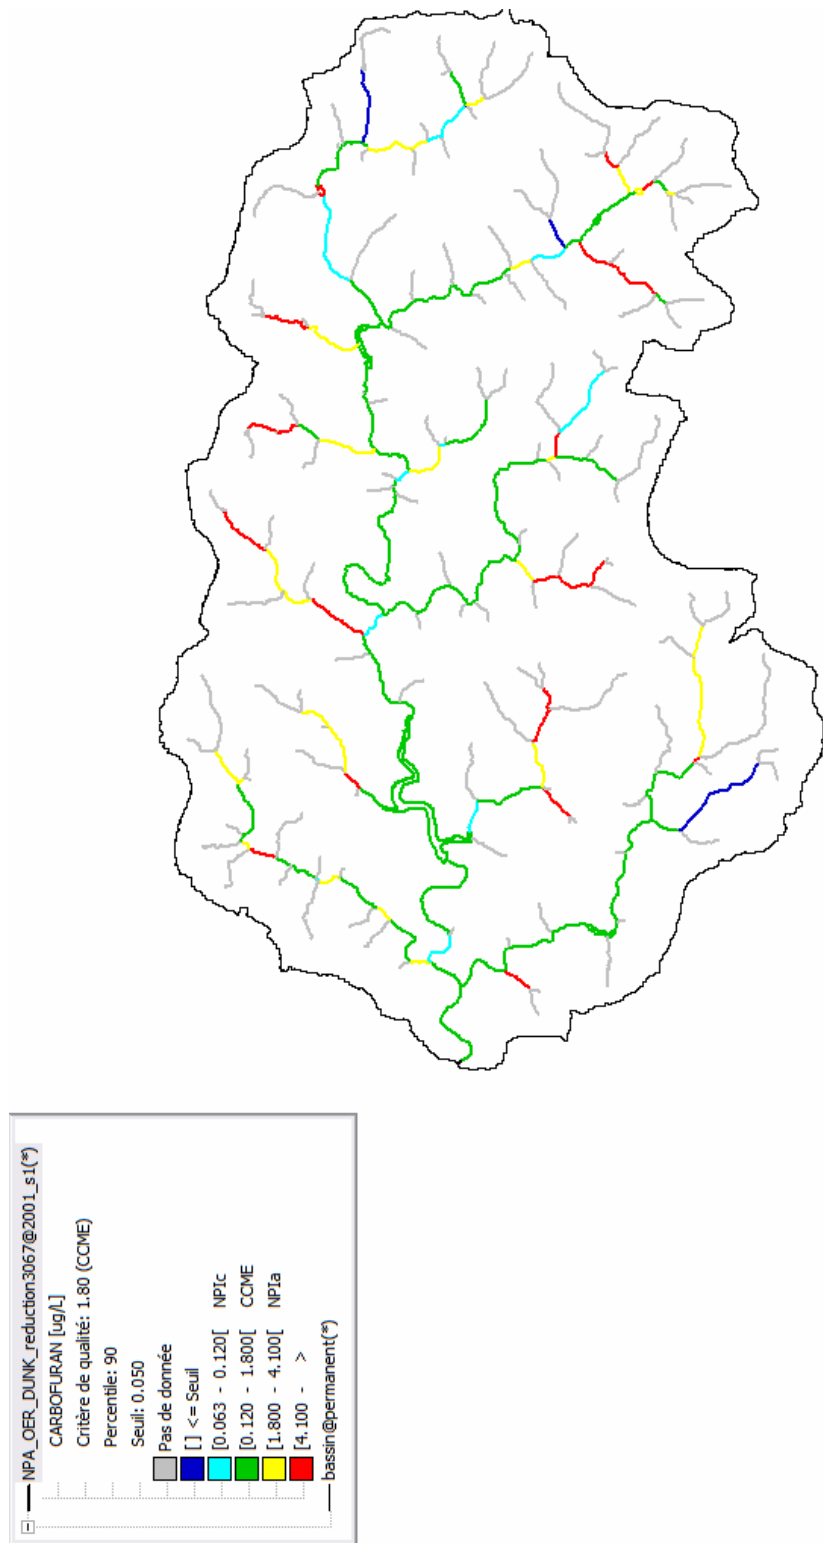 NPA_OER_DUNK_reduction3067@2001_s1(*)
CARBOFURAN [ug/L]
Critère de qualité: 1.80 (CCME)
Percentile: 90
Seuil: 0.050
Pas de donnée
[ ] <= Seuil
[0.063 - 0.120[ NPIc
[0.120 - 1.800[ CCME
[1.800 - 4.100[ NPIa
[4.100 - >
bassin@permanent(*)